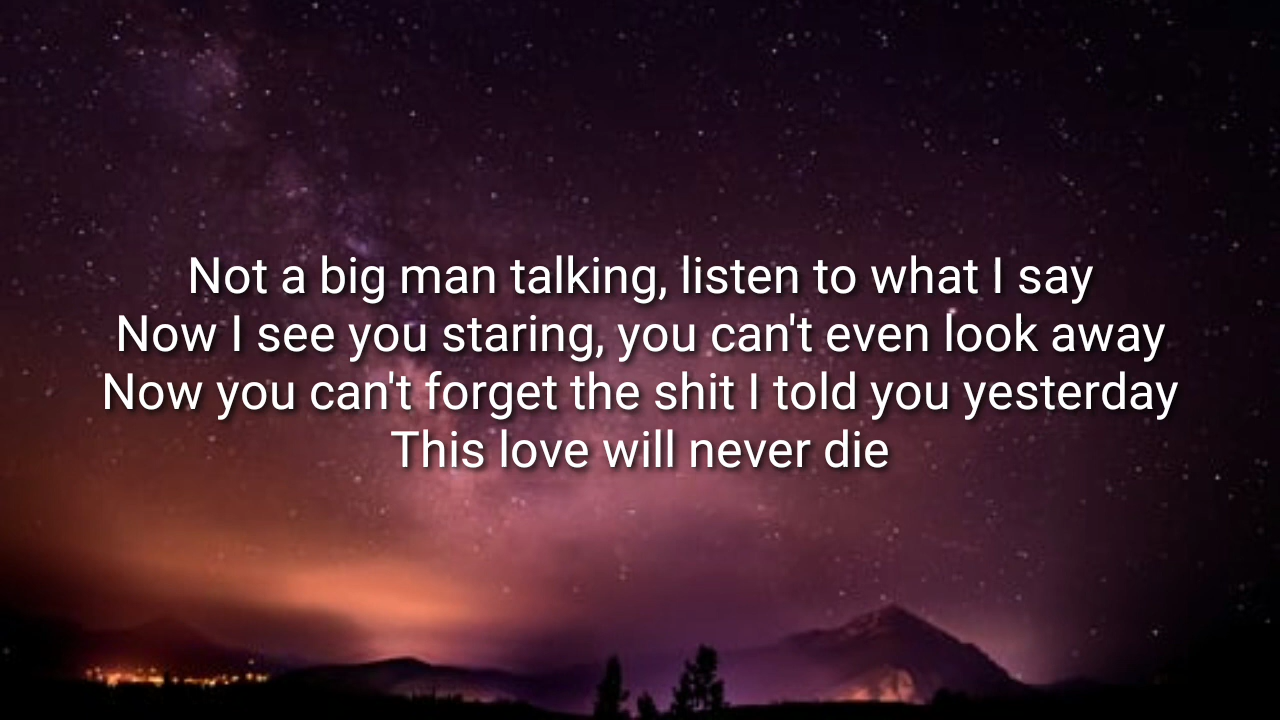 Not a big man talking, listen to what I say
Now I see you staring, you can't even look away
Now you can't forget the shit I told you yesterday
This love will never die